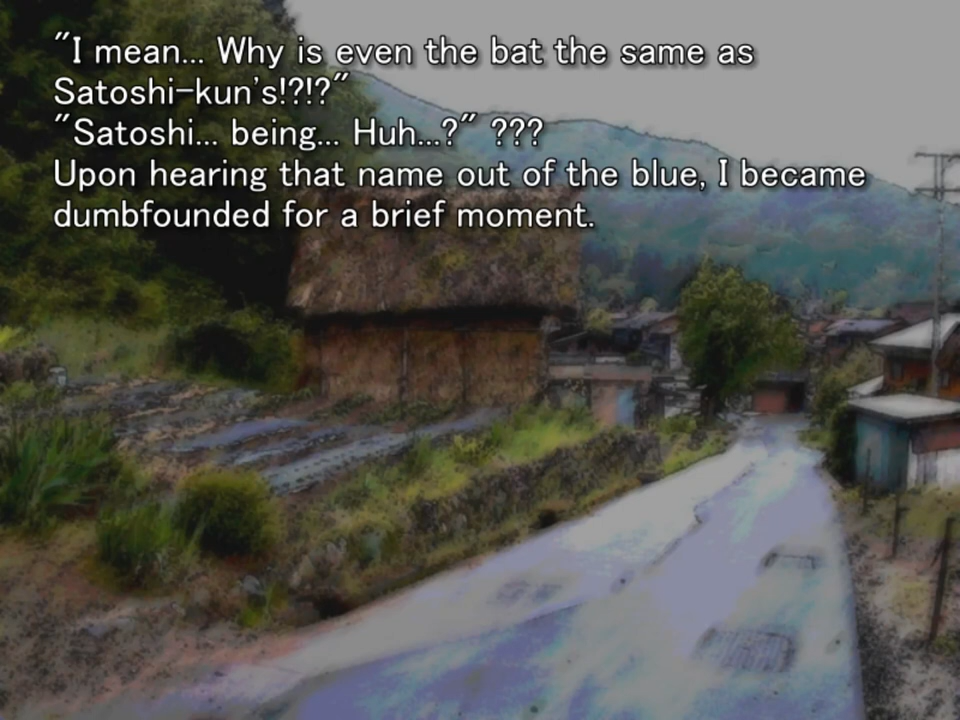 "I mean... Why is even the bat the same as
Satoshi-kun's!?!?"
"Satoshi... being... Huh...?" ???
Upon hearing that name out of the blue, I became
dumbfounded for a brief moment.